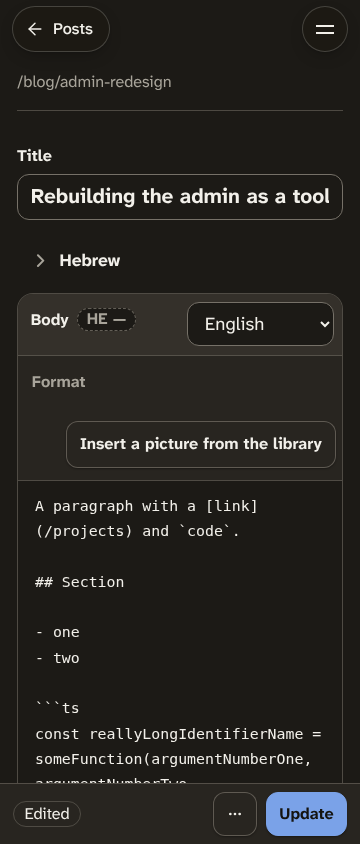 Posts
/blog/admin-redesign
Title
Rebuilding the admin as a tool
Hebrew
Body HE — English
Format
Insert a picture from the library
A paragraph with a [link]
(/projects) and `code`.
## Section
- one
- two
```ts
const reallyLongIdentifierName =
someFunction(argumentNumberOne,
argumentNumberTwo
Edited ... Update